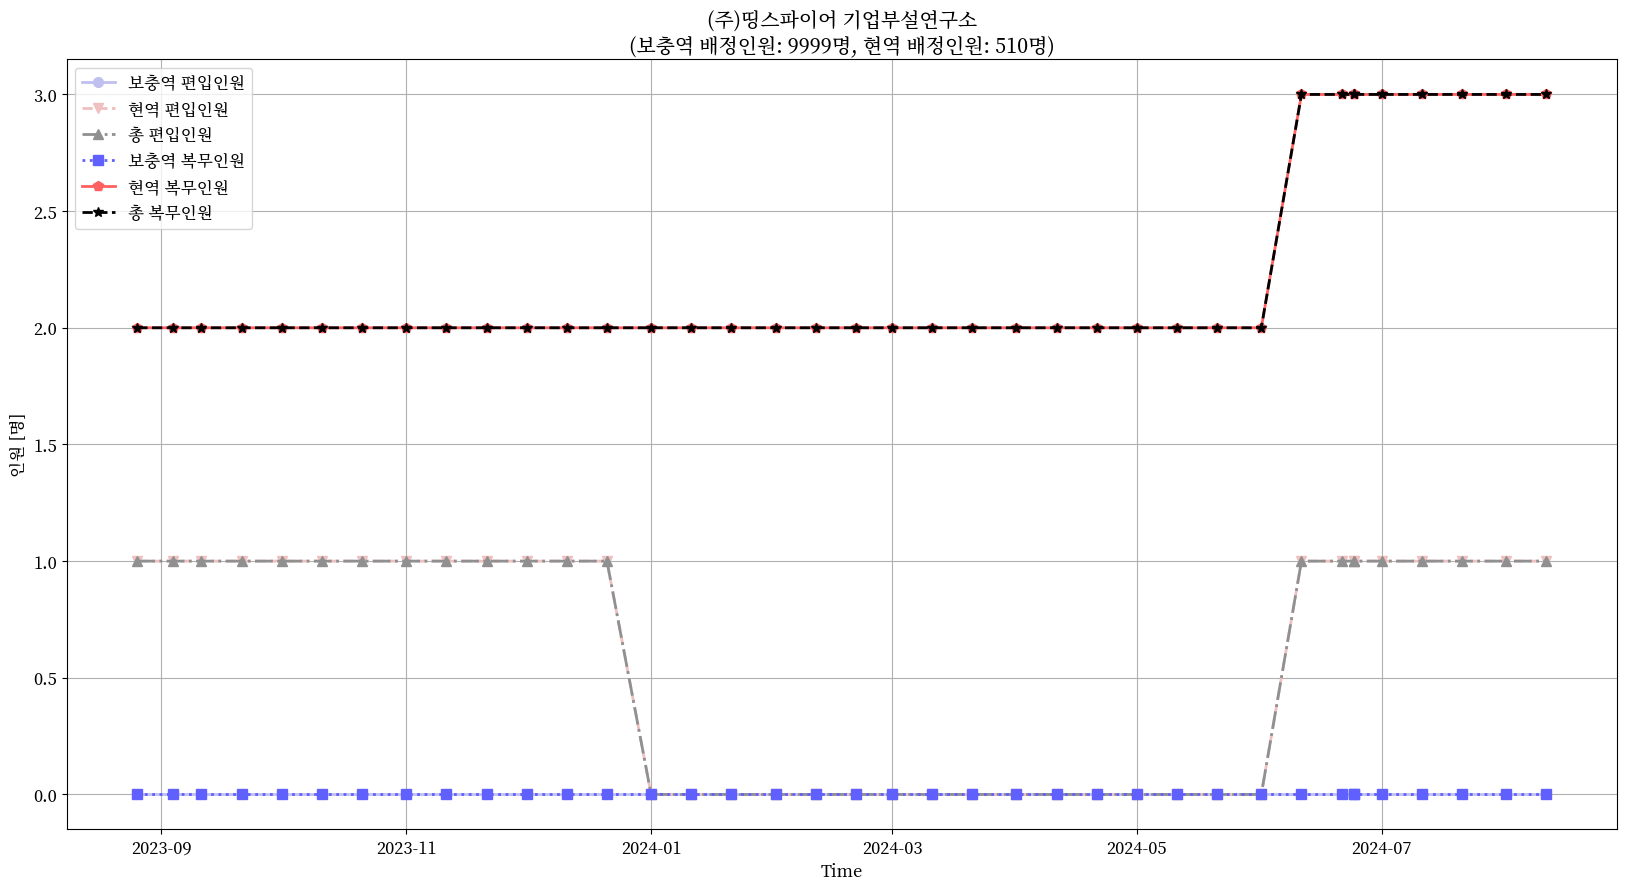 (주)띵스파이어 기업부설연구소
(보충역 배정인원: 9999명, 현역 배정인원: 510명)
보충역 편입인원
현역 편입인원
총 편입인원
보충역 복무인원
현역 복무인원
총 복무인원
3.0
2.5
2.0
1.5
1.0
0.5
0.0
인원 [명]
2023-09
2023-11
2024-01
2024-03
2024-05
2024-07
Time